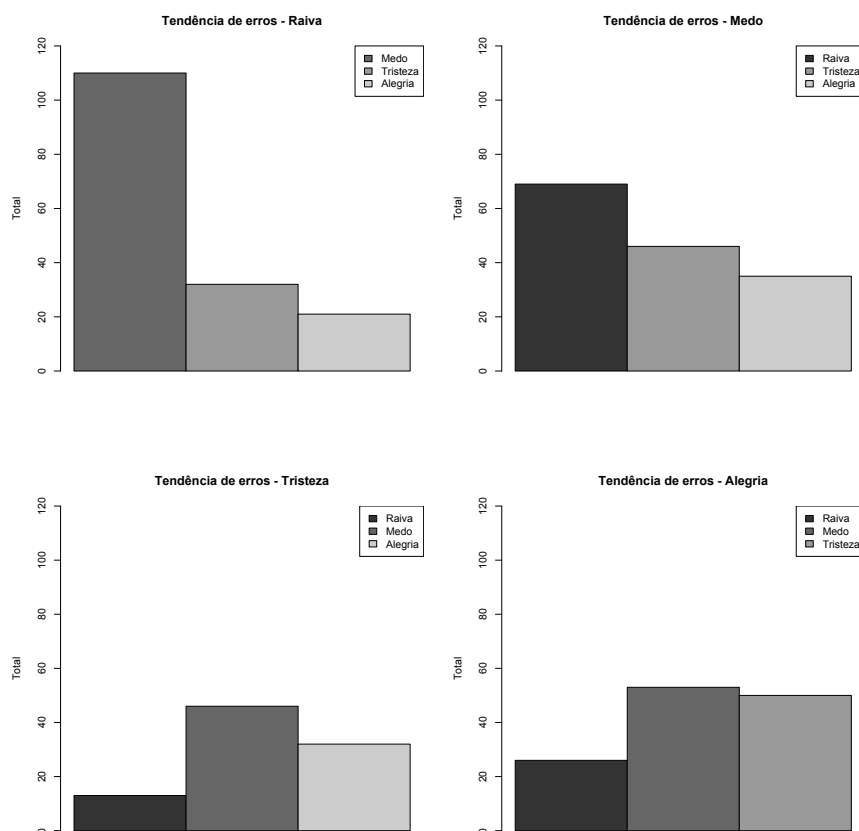 Tendência de erros - Raiva
Total
0
20
40
60
80
100
120
Medo
Tristeza
Alegria
Tendência de erros - Medo
Total
0
20
40
60
80
100
120
Raiva
Tristeza
Alegria
Tendência de erros - Tristeza
Total
0
20
40
60
80
100
120
Raiva
Medo
Alegria
Tendência de erros - Alegria
Total
0
20
40
60
80
100
120
Raiva
Medo
Tristeza